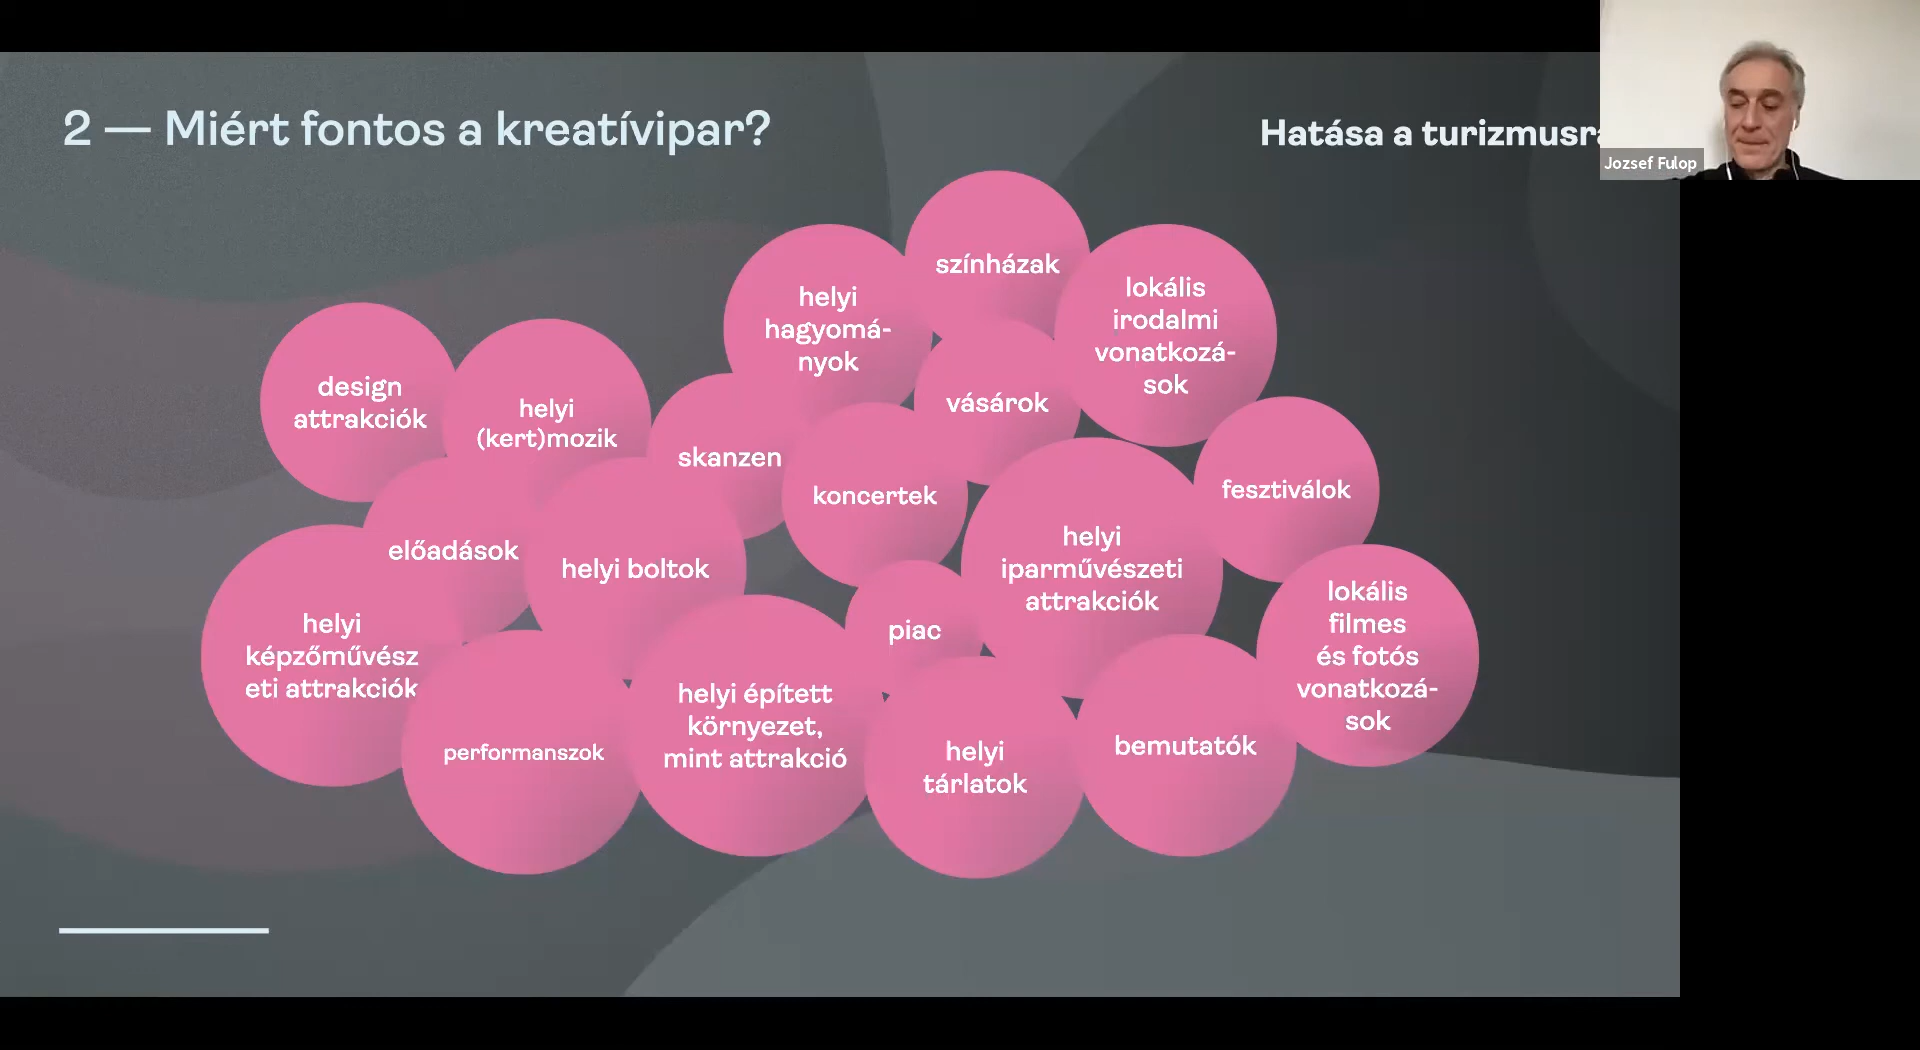 2 — Miért fontos a kreatívipar?
Hatása a turizmusra
Jozsef Fulop
színházak
helyi
hagyomá-
nyok
lokális
irodalmi
vonatkozá-
sok
design
attrakciók
helyi
(kert)mozik
skanzen
vásárok
koncertek
fesztiválok
előadások
helyi boltok
helyi
iparművészeti
attrakciók
helyi
képzőművész
eti attrakciók
piac
lokális
filmes
és fotós
vonatkozá-
sok
performanszok
helyi épített
környezet,
mint attrakció
helyi
tárlatok
bemutatók